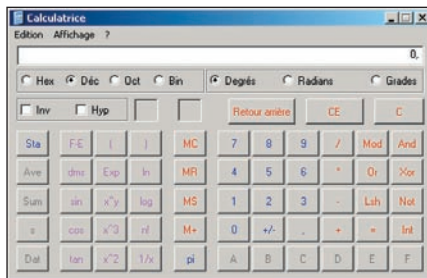 Calculatrice
Edition Affichage ?
0,
Hex Déc Oct Bin Degrés Radians Grades
Inv Hyp Retour arrière CE C
Sta F-E ( ) MC 7 8 9 / Mod And
Ave dms Exp ln MR 4 5 6 * Or Xor
Sum sin x^y log MS 1 2 3 - Lsh Not
s cos x^3 n! M+ 0 +/- , + = Int
Dat tan x^2 1/x pi A B C D E F